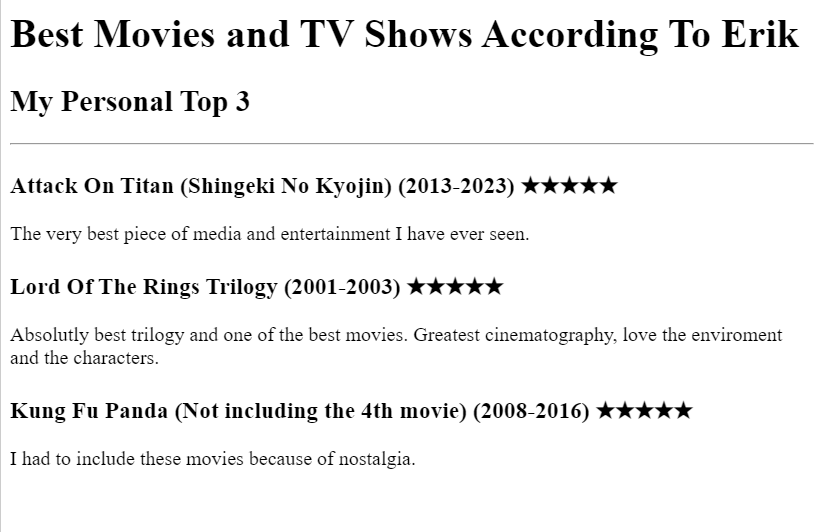 Best Movies and TV Shows According To Erik
My Personal Top 3
Attack On Titan (Shingeki No Kyojin) (2013-2023) ★★★★★
The very best piece of media and entertainment I have ever seen.
Lord Of The Rings Trilogy (2001-2003) ★★★★★
Absolutly best trilogy and one of the best movies. Greatest cinematography, love the enviroment
and the characters.
Kung Fu Panda (Not including the 4th movie) (2008-2016) ★★★★★
I had to include these movies because of nostalgia.